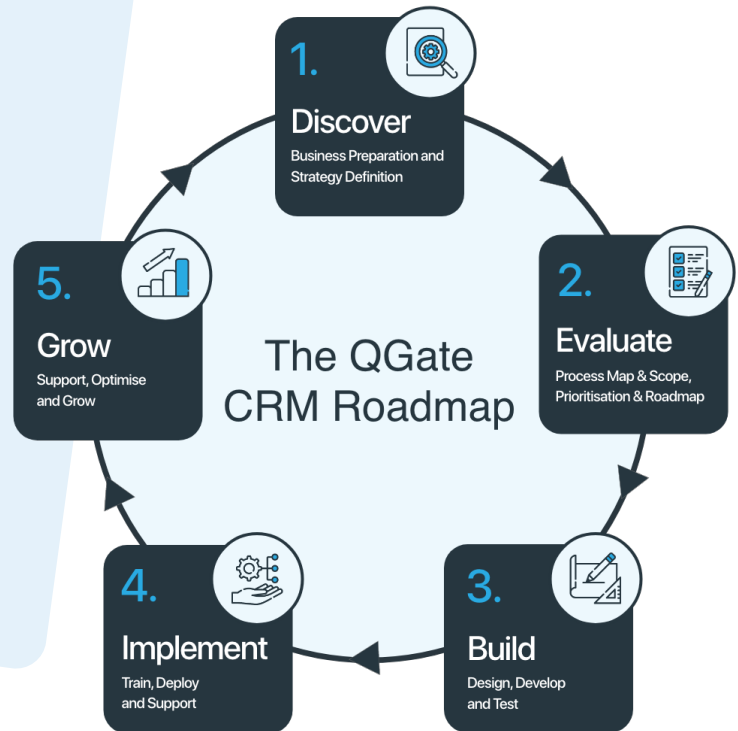 1.
Discover
Business Preparation and
Strategy Definition
2.
Evaluate
Process Map & Scope,
Prioritisation & Roadmap
3.
Build
Design, Develop
and Test
4.
Implement
Train, Deploy
and Support
5.
Grow
Support, Optimise
and Grow
The QGate
CRM Roadmap